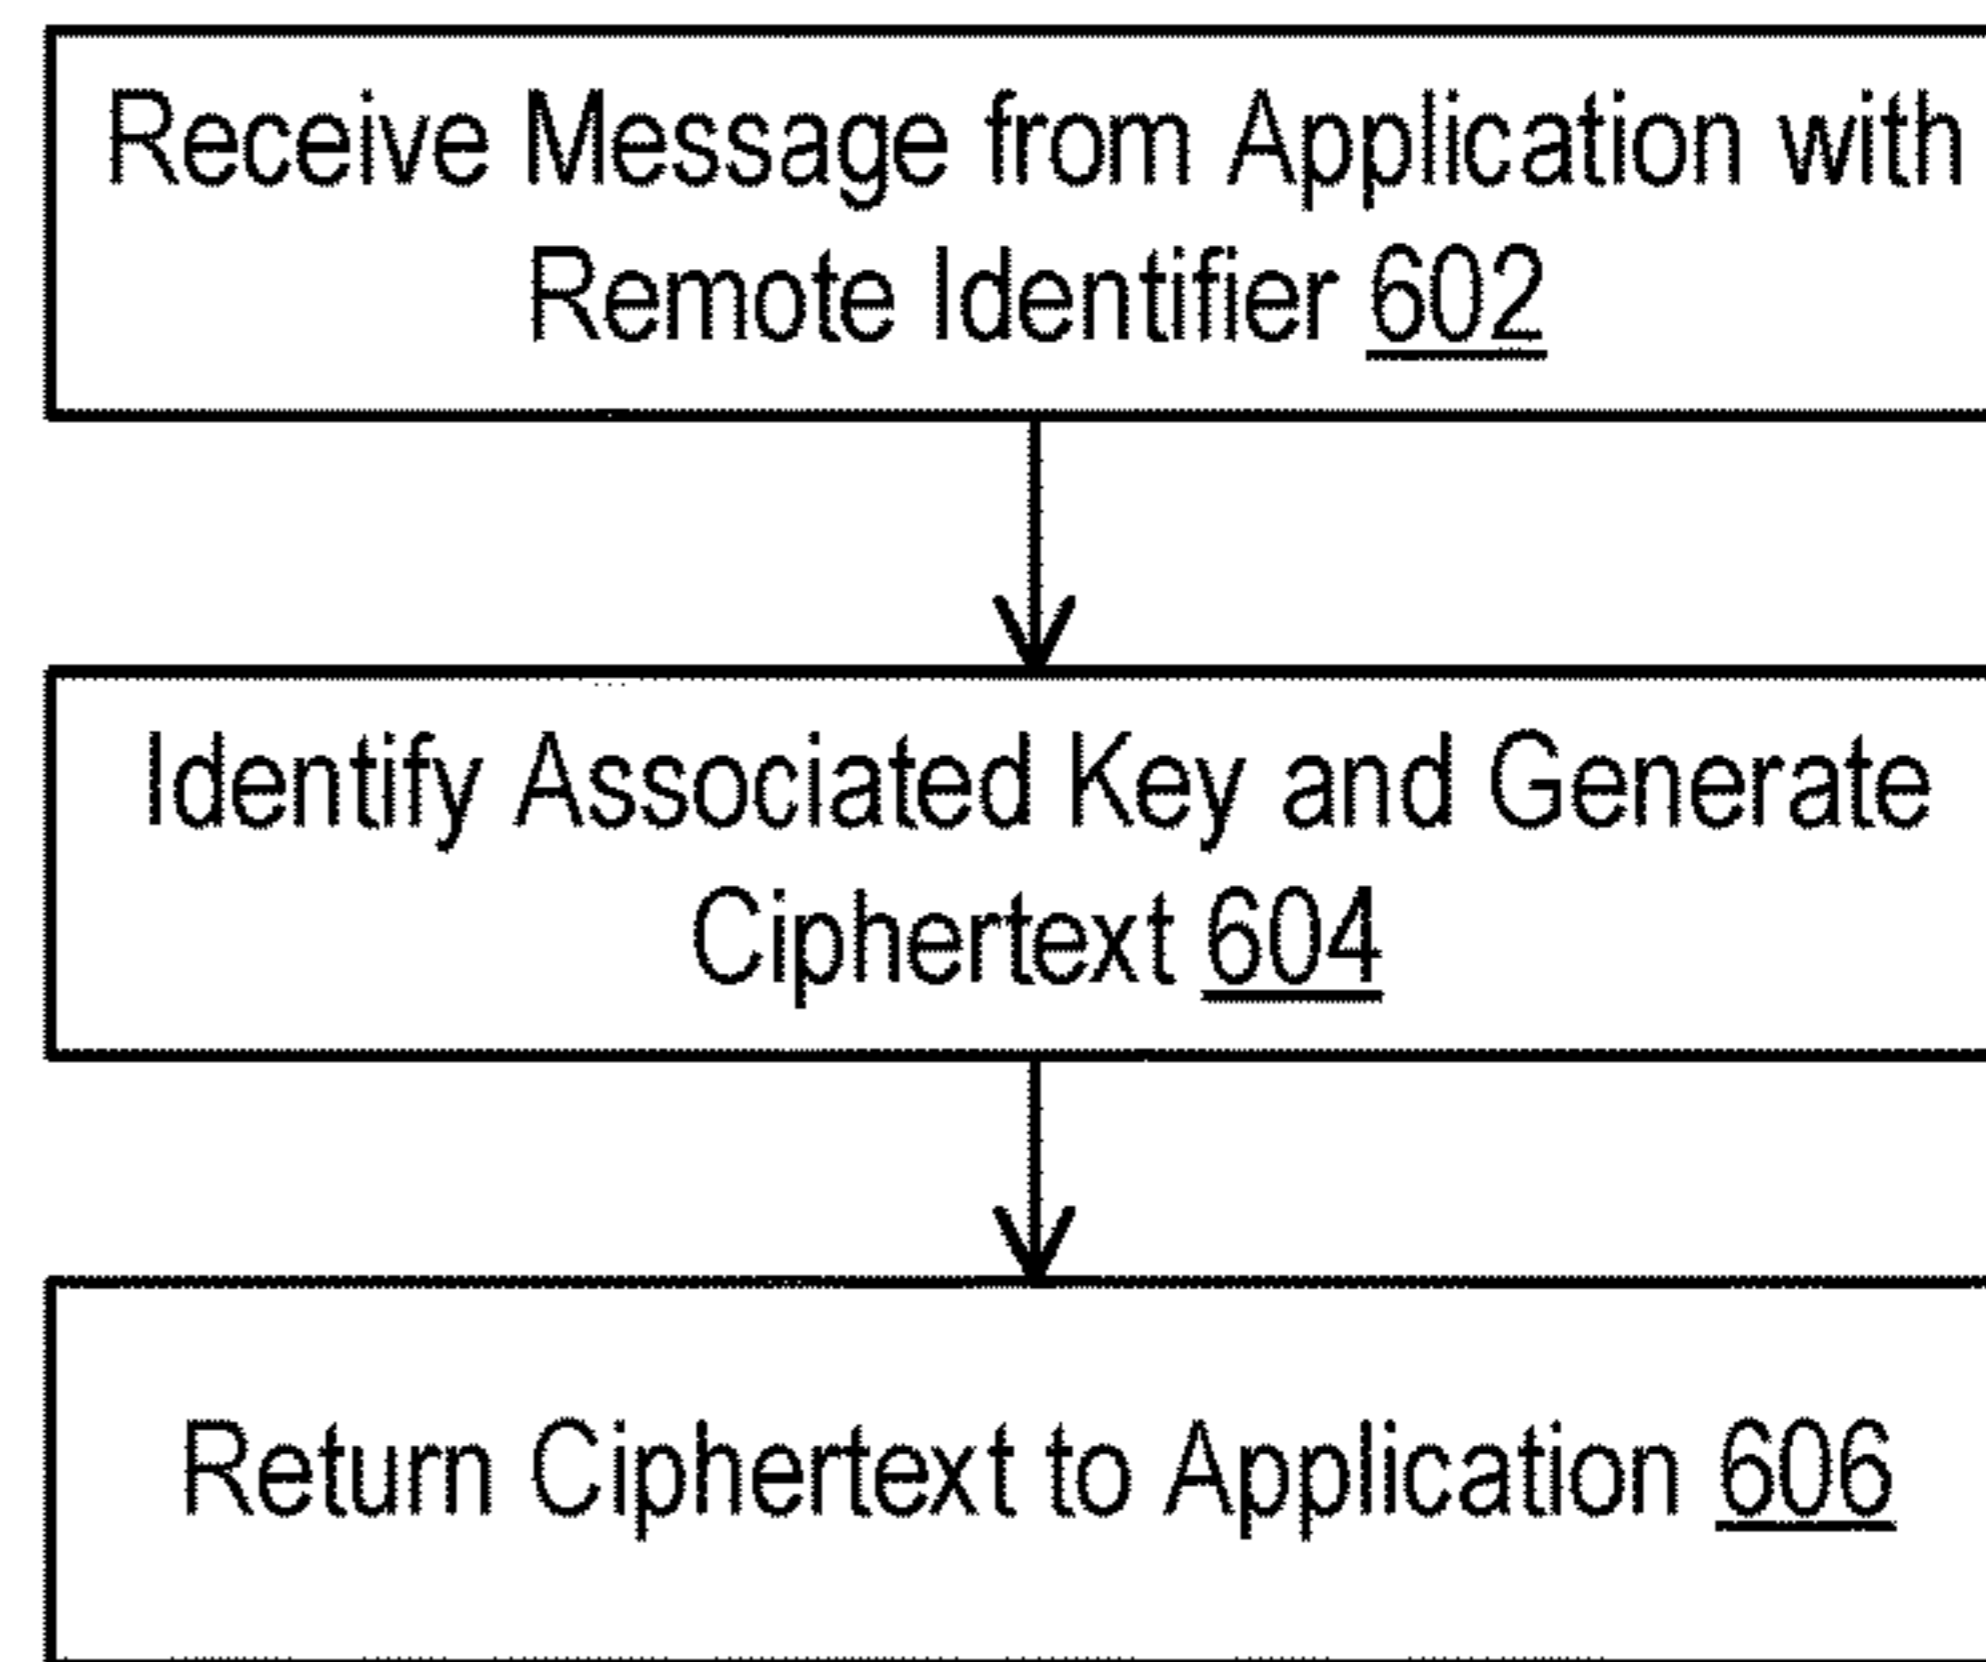 Receive Message from Application with
Remote Identifier 602
Identify Associated Key and Generate
Ciphertext 604
Return Ciphertext to Application 606